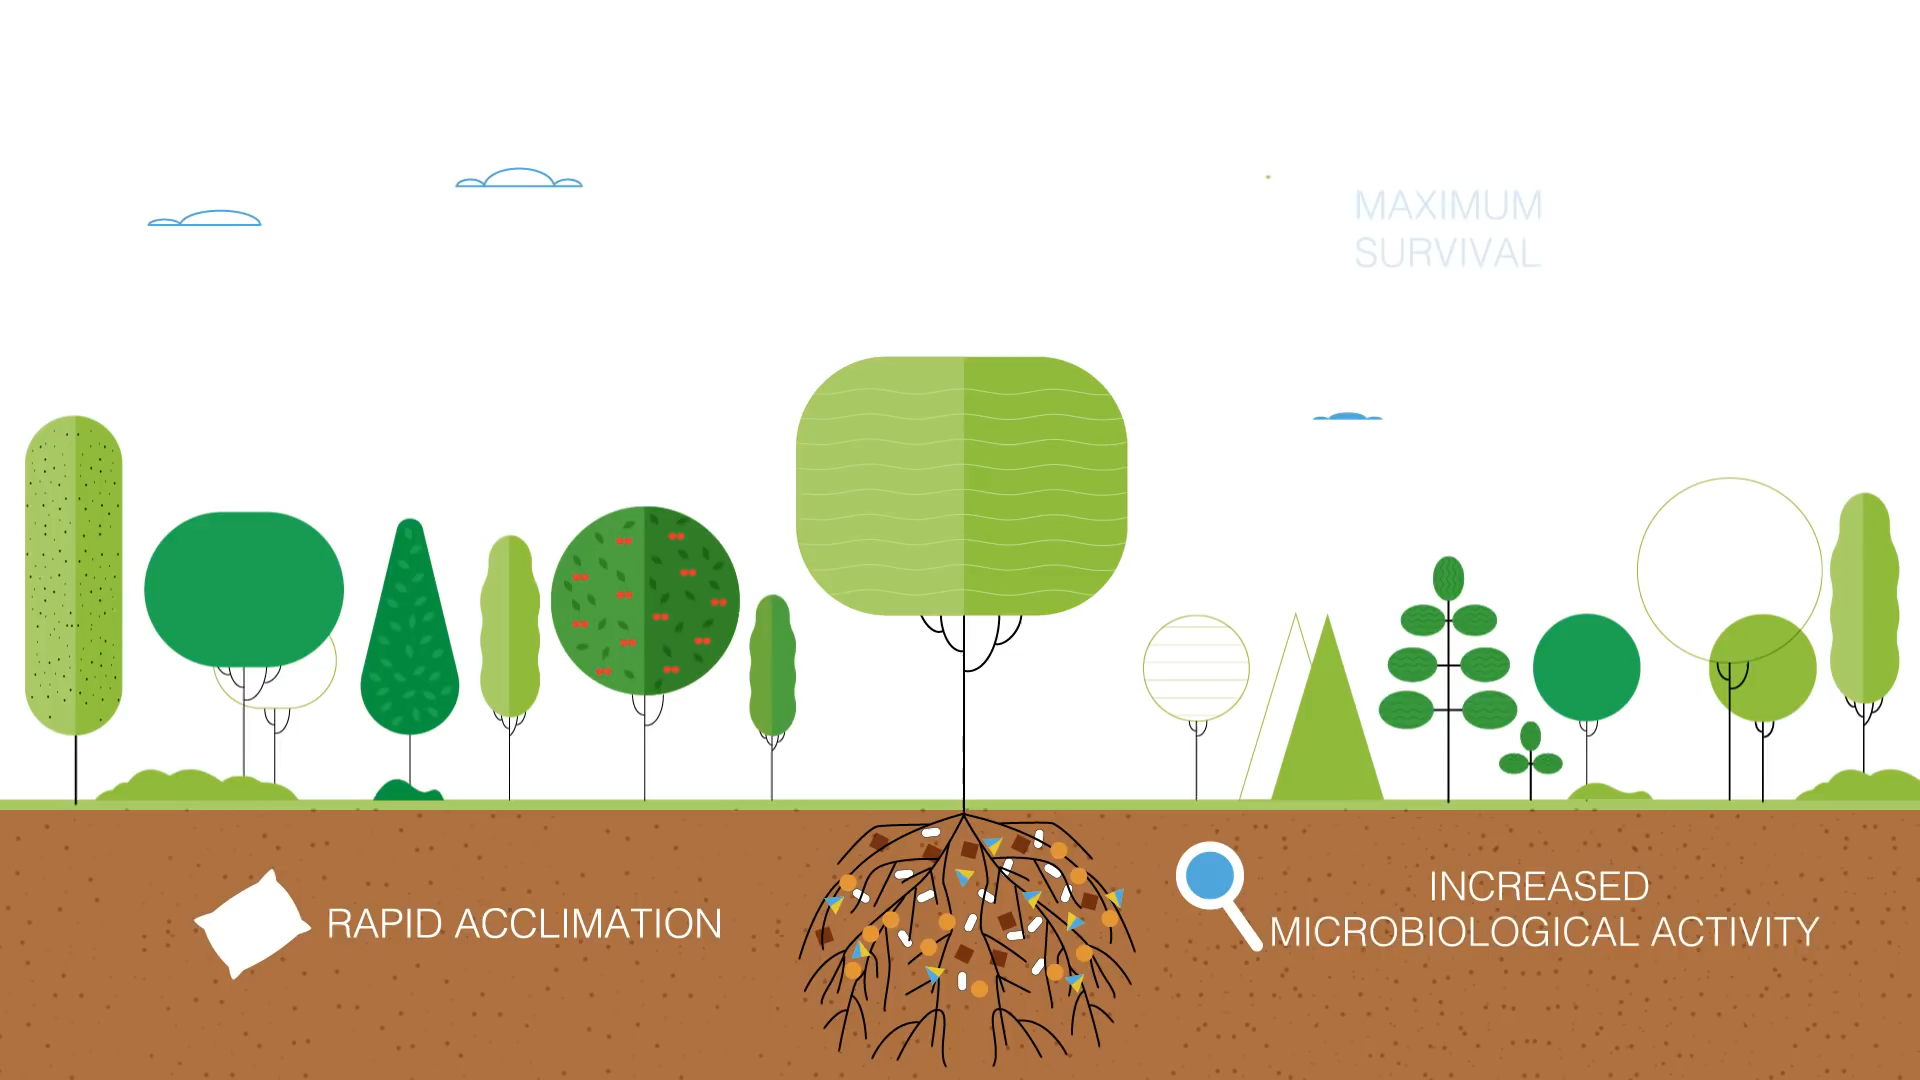 MAXIMUM
SURVIVAL
RAPID ACCLIMATION
INCREASED
MICROBIOLOGICAL ACTIVITY